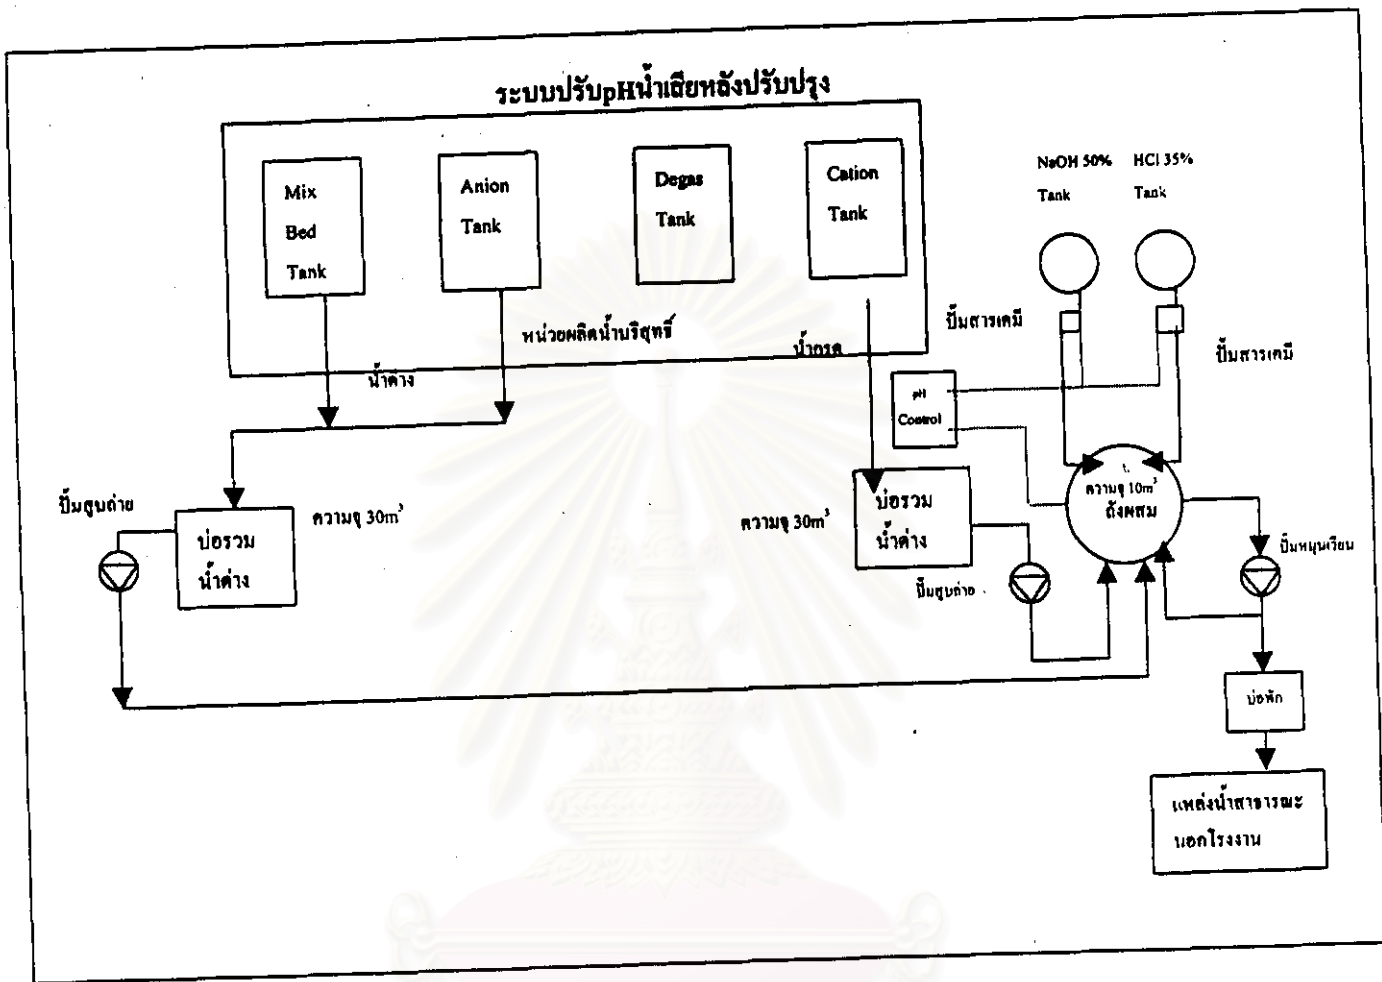 ระบบปรับpHน้ำเสียหลังปรับปรุง
Mix
Bed
Tank
Anion
Tank
Degas
Tank
Cation
Tank
NaOH 50%
Tank
HCl 35%
Tank
หน่วยผลิตน้ำบริสุทธิ์
น้ำด่าง
น้ำกรด
ปั๊มสารเคมี
ปั๊มสารเคมี
pH
Control
ปั๊มสูบถ่าย
บ่อรวม
น้ำด่าง
ความจุ 30m³
ความจุ 30m³
บ่อรวม
น้ำด่าง
ปั๊มสูบถ่าย
ความจุ 10m³
ถังผสม
ปั๊มหมุนเวียน
บ่อพัก
แหล่งน้ำสาธารณะ
นอกโรงงาน